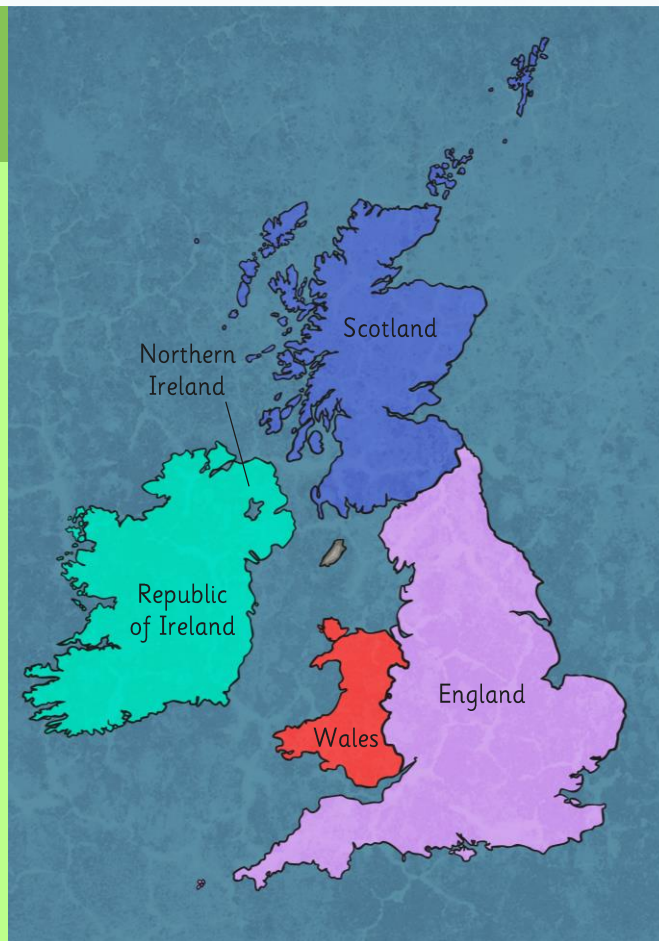 Scotland
Northern
Ireland
Republic
of Ireland
England
Wales